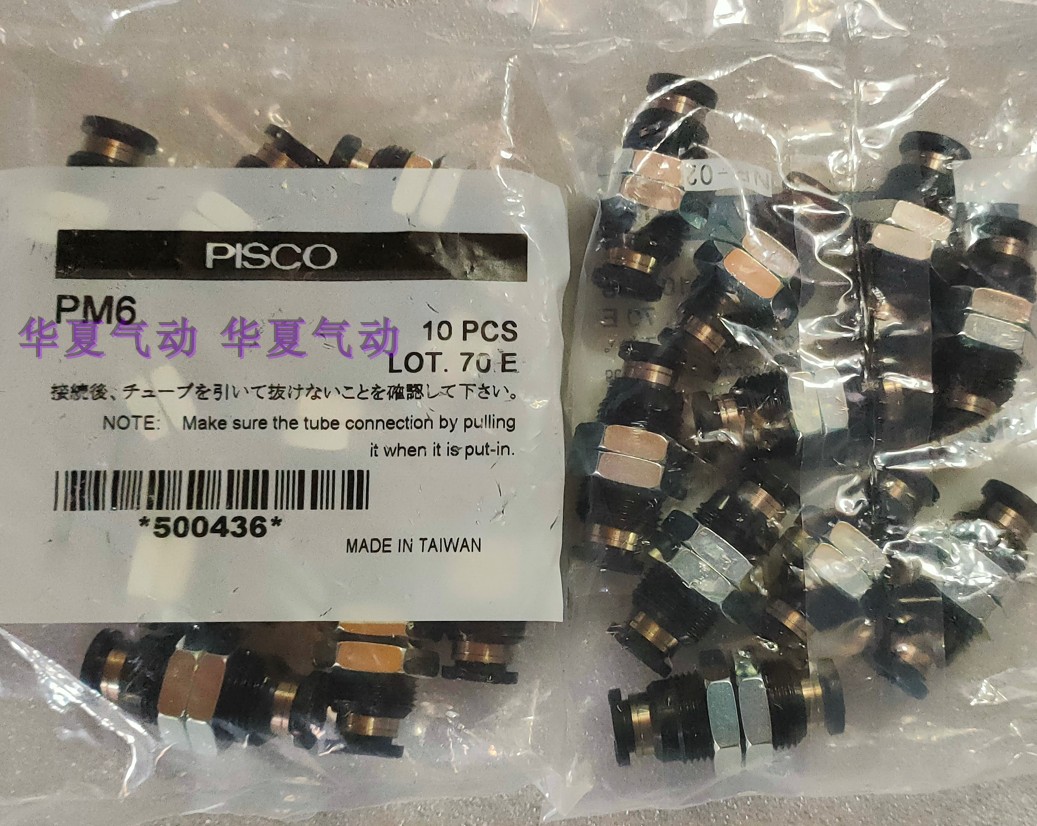 PISCO
PM6
华夏气动 华夏气动
10 PCS
LOT. 70 E
接続後、チューブを引いて抜けないことを確認して下さい。
NOTE: Make sure the tube connection by pulling
it when it is put-in.
*500436*
MADE IN TAIWAN